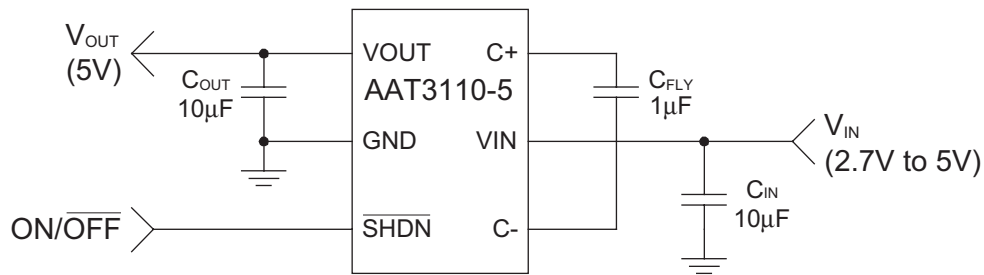 VOUT
(5V)
COUT
10μF
VOUT
C+
AAT3110-5
GND
VIN
SHDN
C-
CFLY
1μF
VIN
(2.7V to 5V)
CIN
10μF
ON/OFF